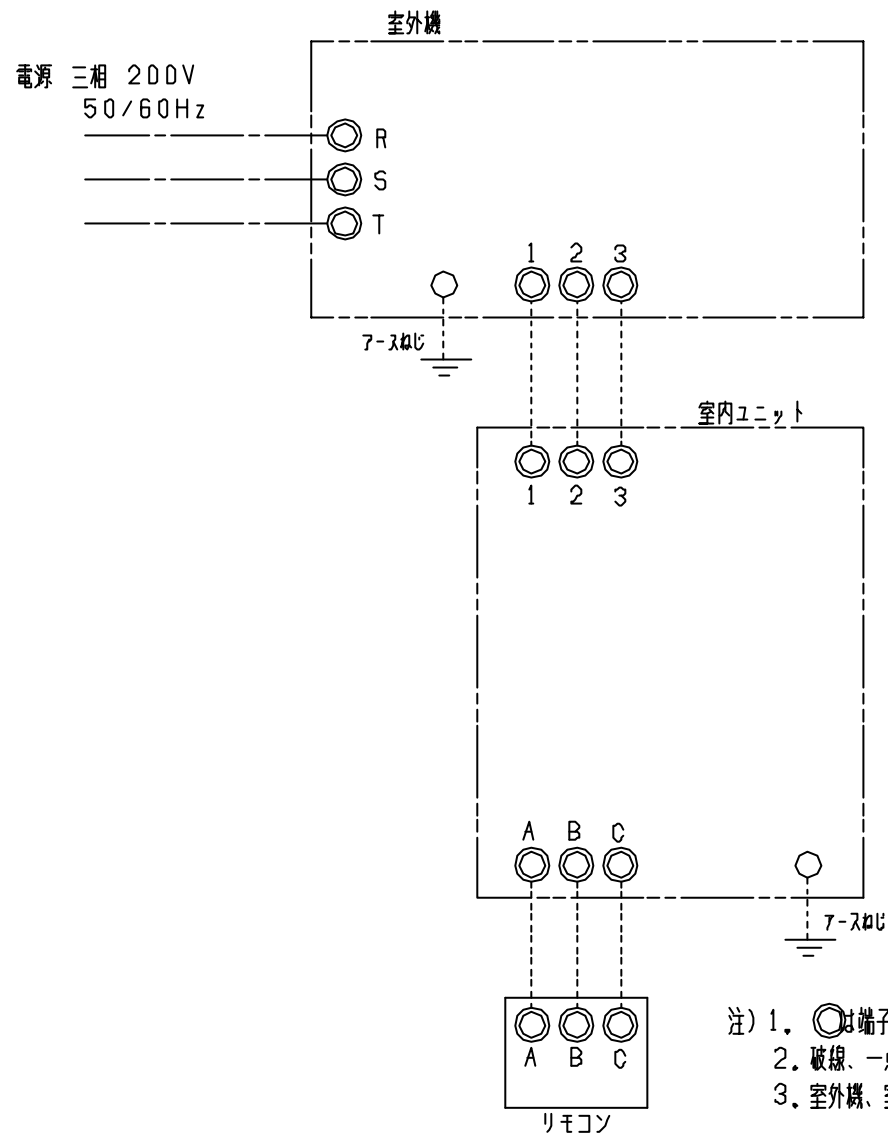 室外機
電源 三相 200V
50/60Hz
R
S
T
1 2 3
アースねじ
室内ユニット
1 2 3
A B C
アースねじ
A B C
リモコン
注) 1. ◎は端子
2. 破線、一点
3. 室外機、室